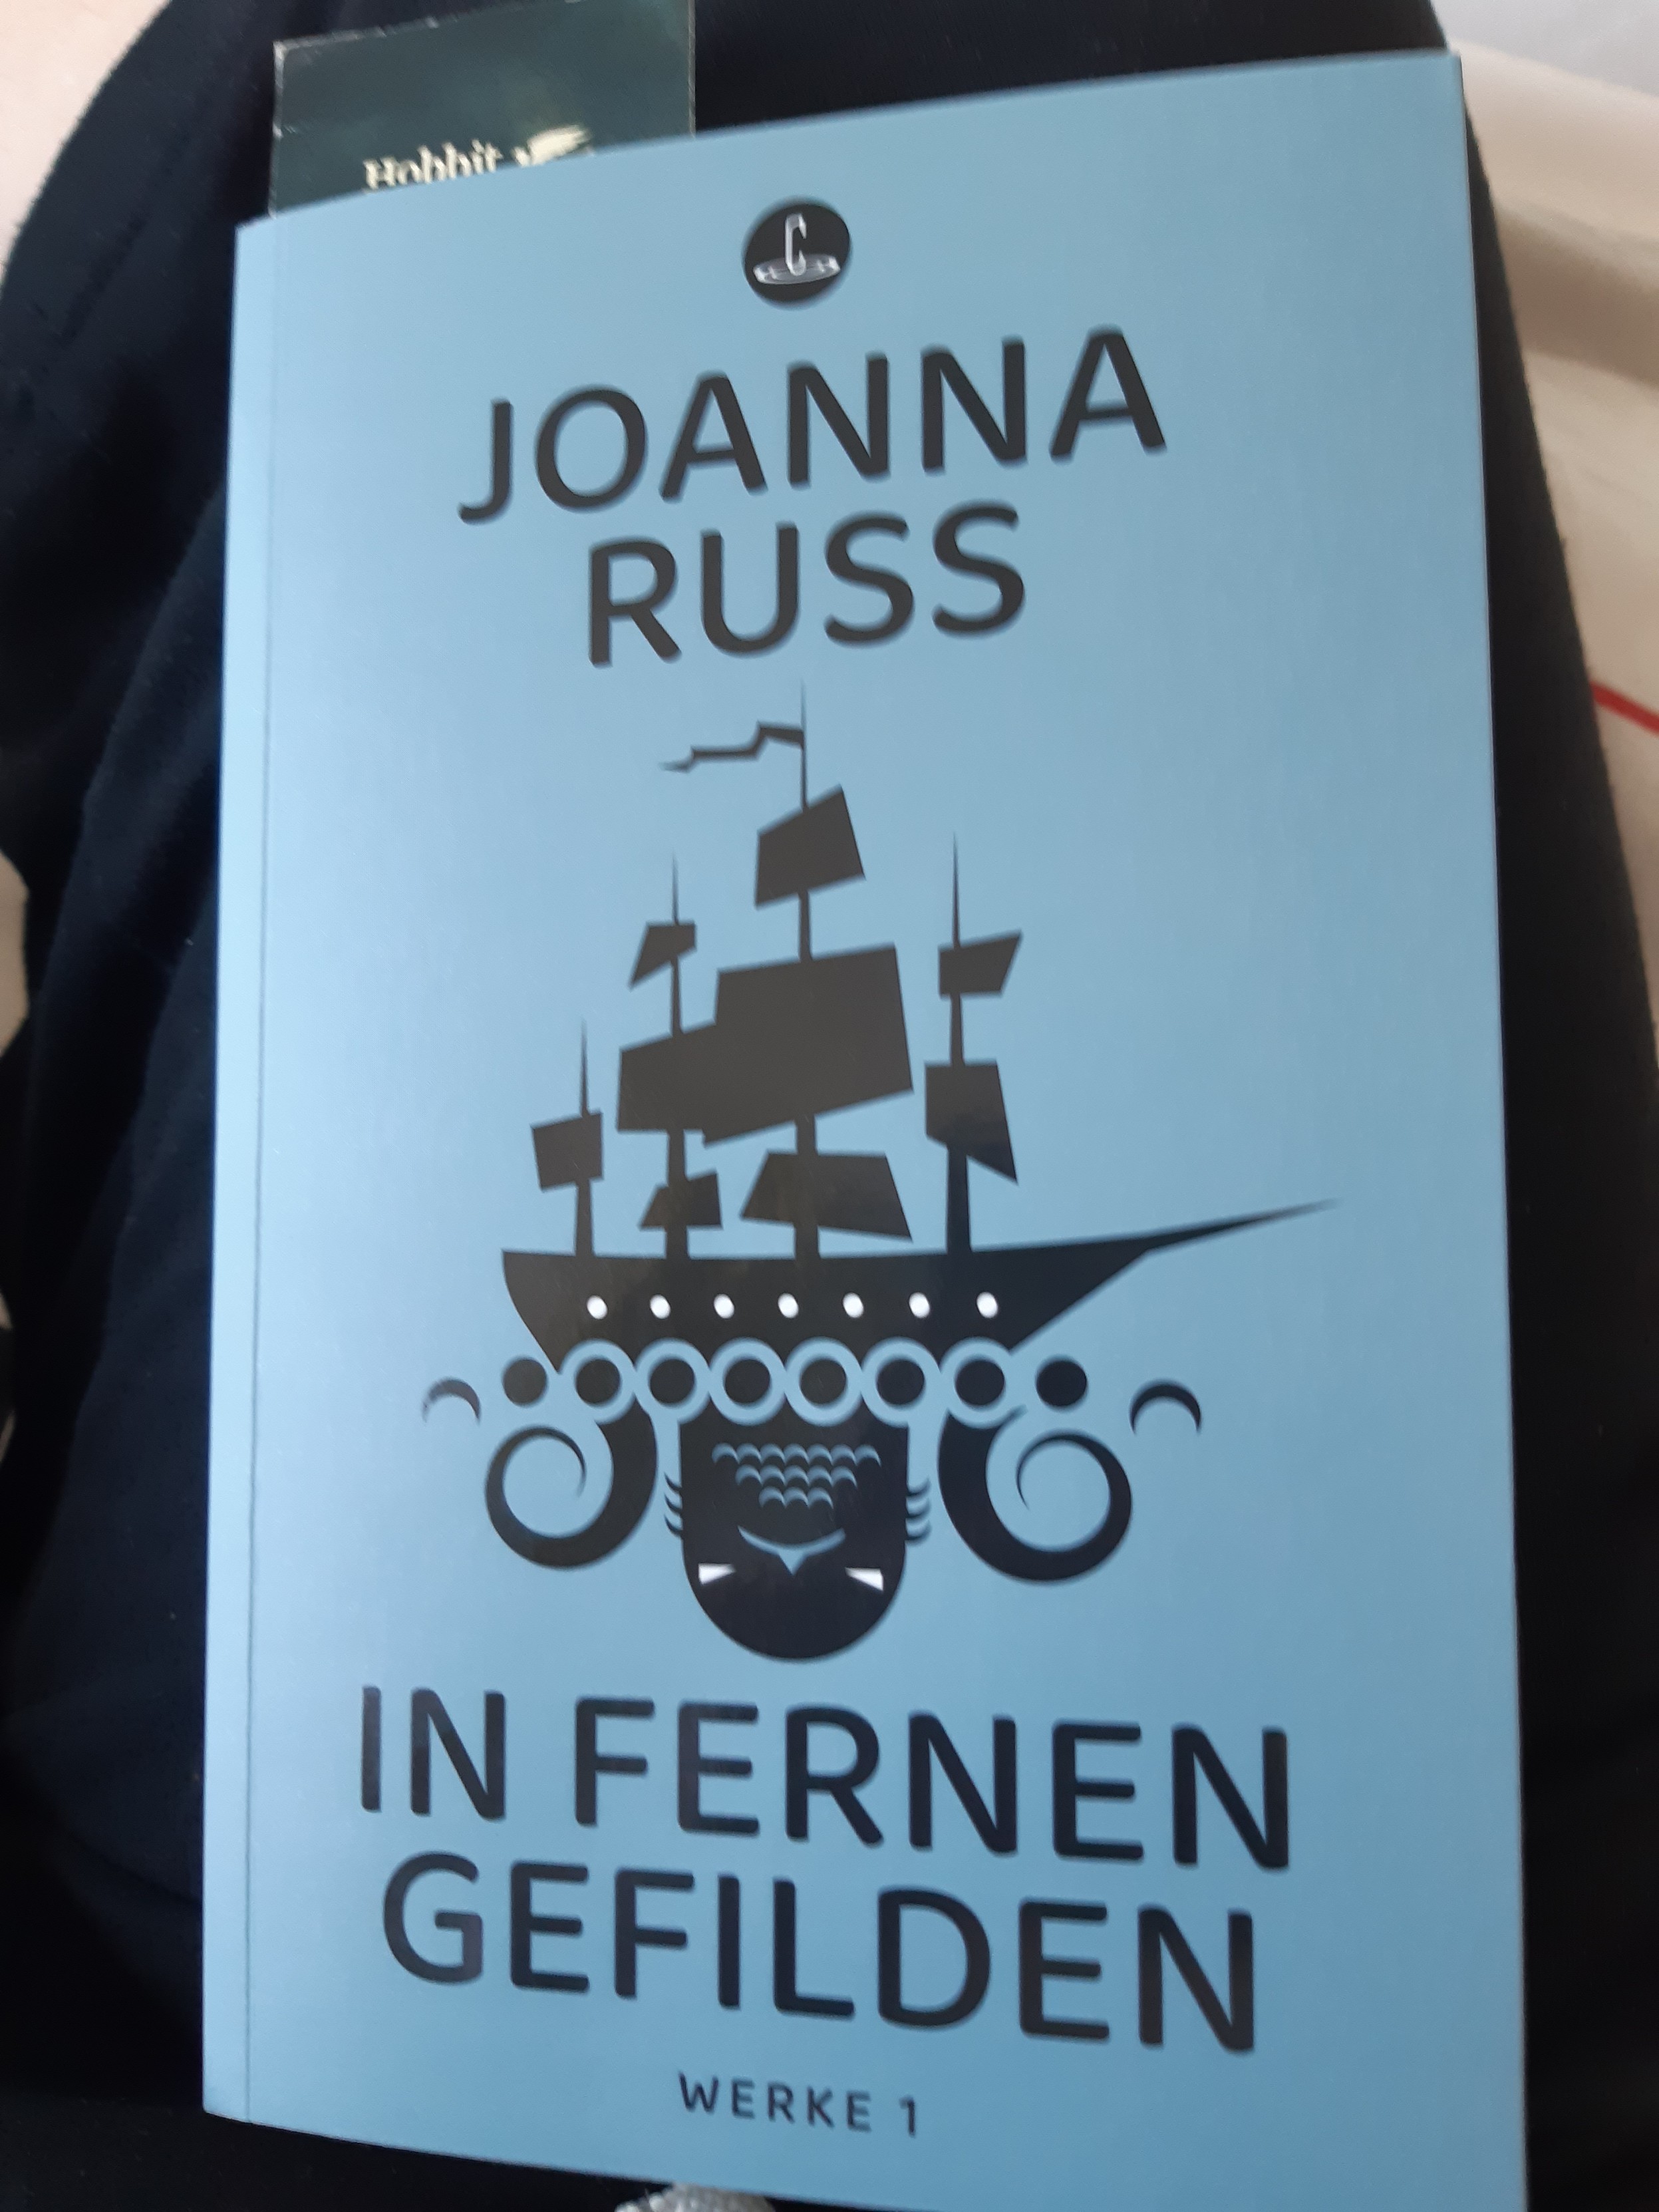 Hobbit
C
JOANNA
RUSS
IN FERNEN
GEFILDEN
WERKE 1